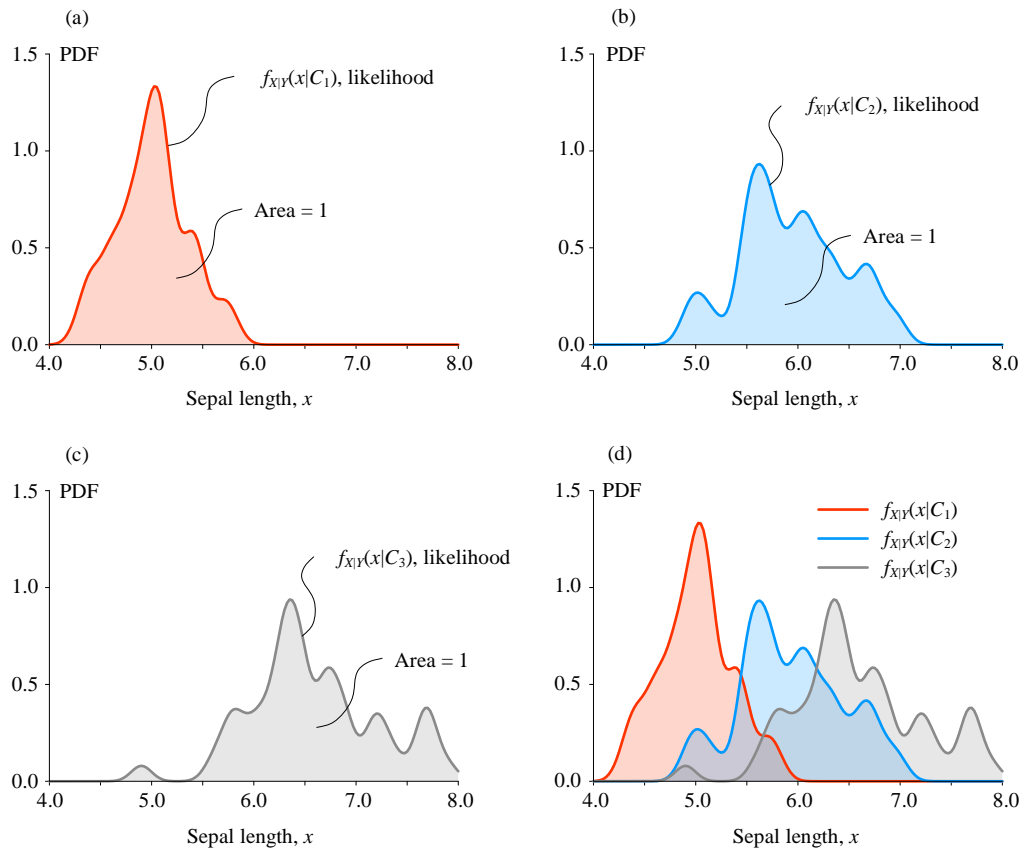 (a)
PDF
1.5
1.0
0.5
0.0
f_{X|Y}(x|C_1), likelihood
Area = 1
4.0 5.0 6.0 7.0 8.0
Sepal length, x
(b)
PDF
1.5
1.0
0.5
0.0
f_{X|Y}(x|C_2), likelihood
Area = 1
4.0 5.0 6.0 7.0 8.0
Sepal length, x
(c)
PDF
1.5
1.0
0.5
0.0
f_{X|Y}(x|C_3), likelihood
Area = 1
4.0 5.0 6.0 7.0 8.0
Sepal length, x
(d)
PDF
1.5
1.0
0.5
0.0
f_{X|Y}(x|C_1)
f_{X|Y}(x|C_2)
f_{X|Y}(x|C_3)
4.0 5.0 6.0 7.0 8.0
Sepal length, x